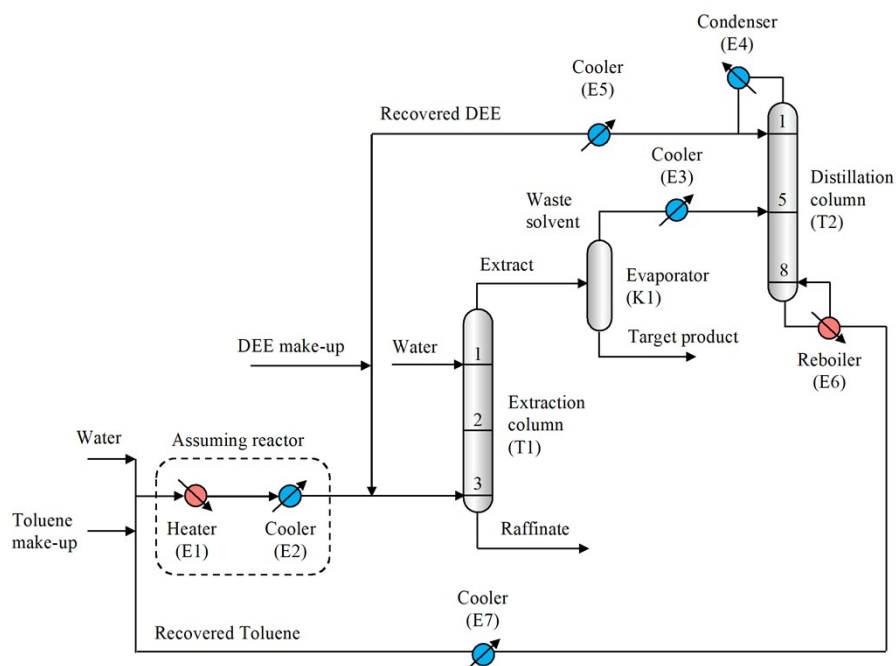 Condenser
(E4)
Cooler
(E5)
Recovered DEE
1
Cooler
(E3)
Distillation
column
(T2)
Waste
solvent
5
Extract
Evaporator
(K1)
8
DEE make-up
Water
1
Target product
Reboiler
(E6)
Extraction
column
(T1)
2
Water
Assuming reactor
3
Toluene
make-up
Heater
(E1)
Cooler
(E2)
Raffinate
Cooler
(E7)
Recovered Toluene